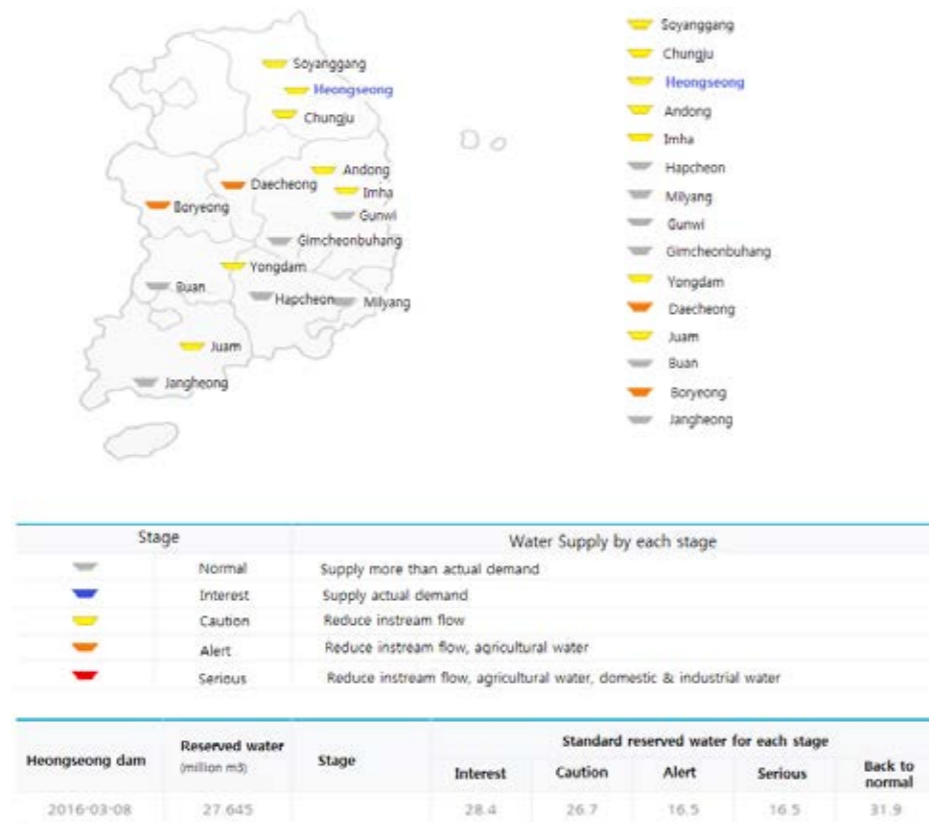 Soyanggang
Heongseong
Chungju
Andong
Daecheong
Imha
Boryeong
Gunwi
Gimcheonbuhang
Yongdam
Buan
Hapcheon
Milyang
Juam
Jangheong
Soyanggang
Chungju
Heongseong
Andong
Imha
Hapcheon
Milyang
Gunwi
Gimcheonbuhang
Yongdam
Daecheong
Juam
Buan
Boryeong
Jangheong
Stage Water Supply by each stage
Normal Supply more than actual demand
Interest Supply actual demand
Caution Reduce instream flow
Alert Reduce instream flow, agricultural water
Serious Reduce instream flow, agricultural water, domestic & industrial water
Heongseong dam Reserved water (million m3) Stage Standard reserved water for each stage
Interest Caution Alert Serious Back to normal
2016-03-08 27.645 28.4 26.7 16.5 16.5 31.9